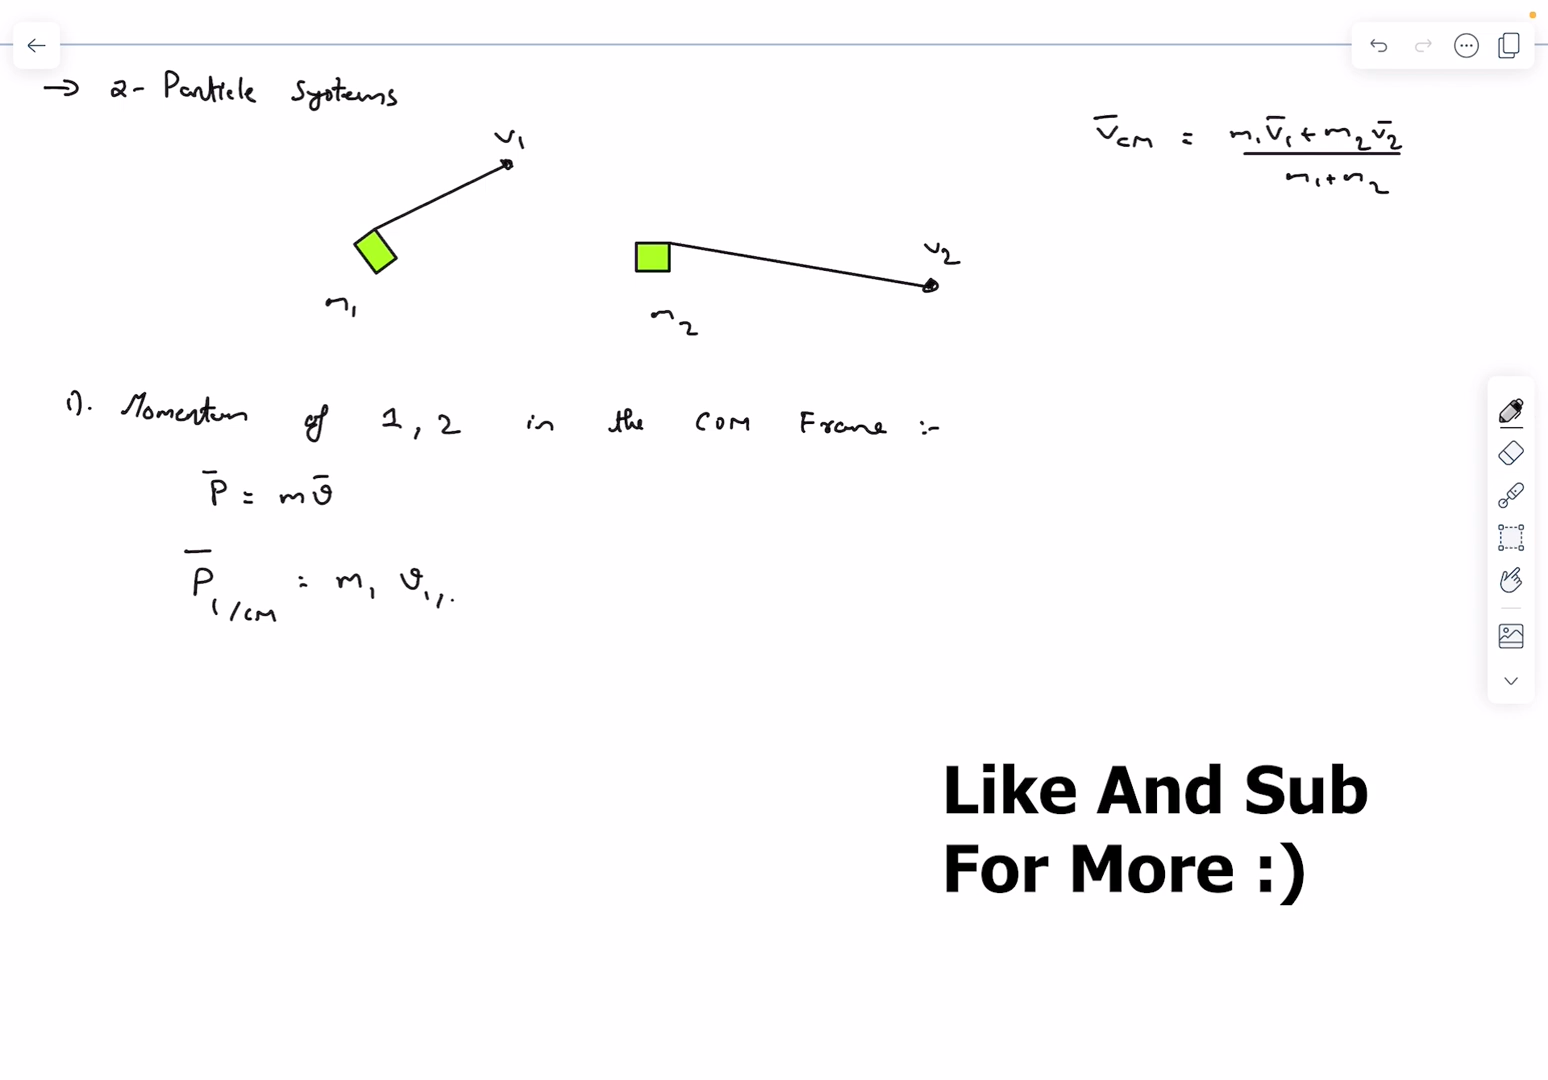 → 2- Particle Systems
v₁
V̄CM = m₁V̄₁ + m₂V̄₂
m₁+m₂
v₂
m₁
m₂
1). Momentum of 1, 2 in the COM Frame :-
P̄ = mv̄
P̄₁/CM = m₁ v₁/.
Like And Sub
For More :)